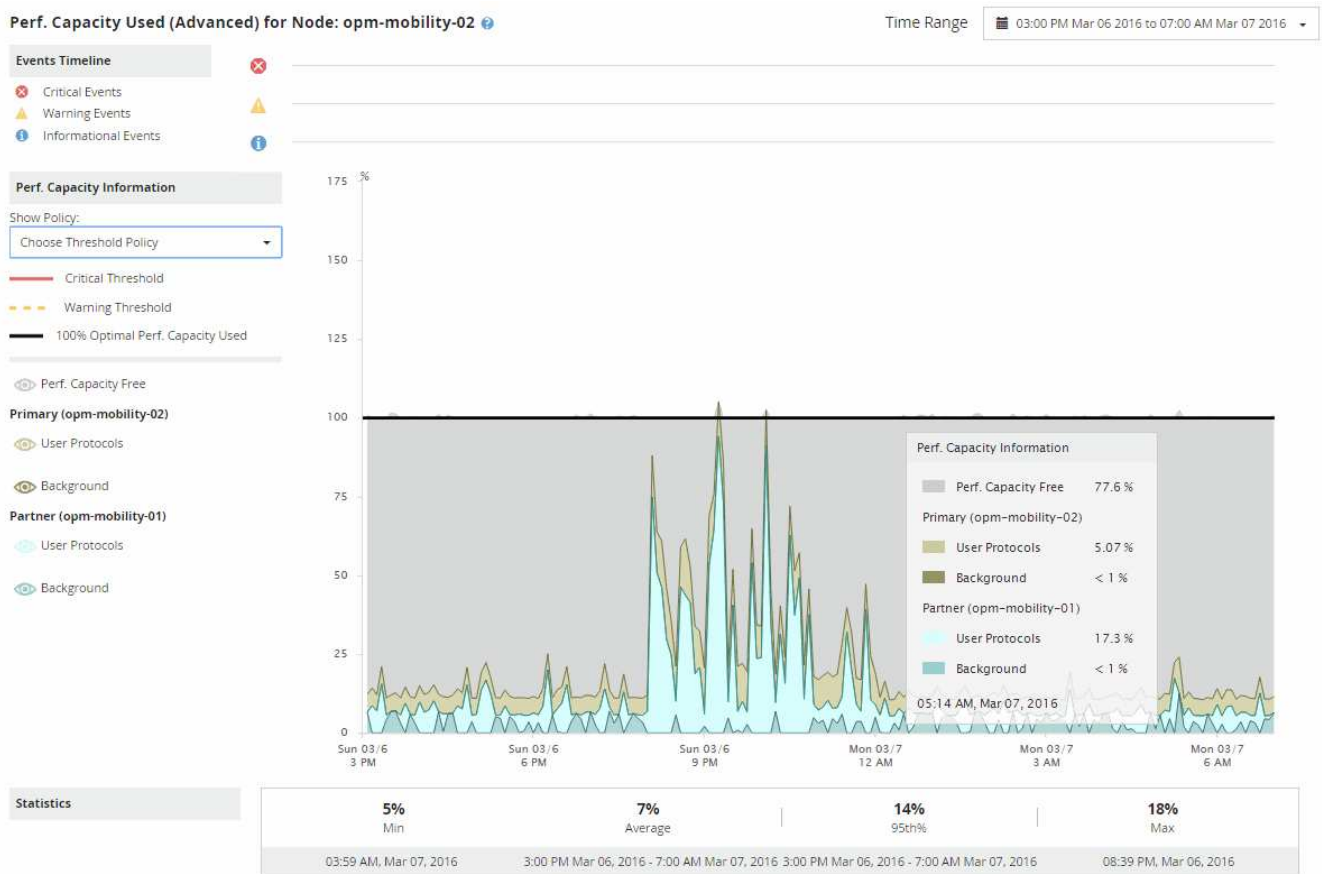 Perf. Capacity Used (Advanced) for Node: opm-mobility-02 ?
Time Range 03:00 PM Mar 06 2016 to 07:00 AM Mar 07 2016
Events Timeline
Critical Events
Warning Events
Informational Events
Perf. Capacity Information
Show Policy:
Choose Threshold Policy
Critical Threshold
Warning Threshold
100% Optimal Perf. Capacity Used
Perf. Capacity Free
Primary (opm-mobility-02)
User Protocols
Background
Partner (opm-mobility-01)
User Protocols
Background
%
175
150
125
100
75
50
25
0
Sun 03/6 Sun 03/6 Sun 03/6 Mon 03/7 Mon 03/7 Mon 03/7
3 PM 6 PM 9 PM 12 AM 3 AM 6 AM
Perf. Capacity Information
Perf. Capacity Free 77.6 %
Primary (opm-mobility-02)
User Protocols 5.07 %
Background < 1 %
Partner (opm-mobility-01)
User Protocols 17.3 %
Background < 1 %
05:14 AM, Mar 07, 2016
Statistics
5% 7% 14% 18%
Min Average 95th% Max
03:59 AM, Mar 07, 2016 3:00 PM Mar 06, 2016 - 7:00 AM Mar 07, 2016 3:00 PM Mar 06, 2016 - 7:00 AM Mar 07, 2016 08:39 PM, Mar 06, 2016